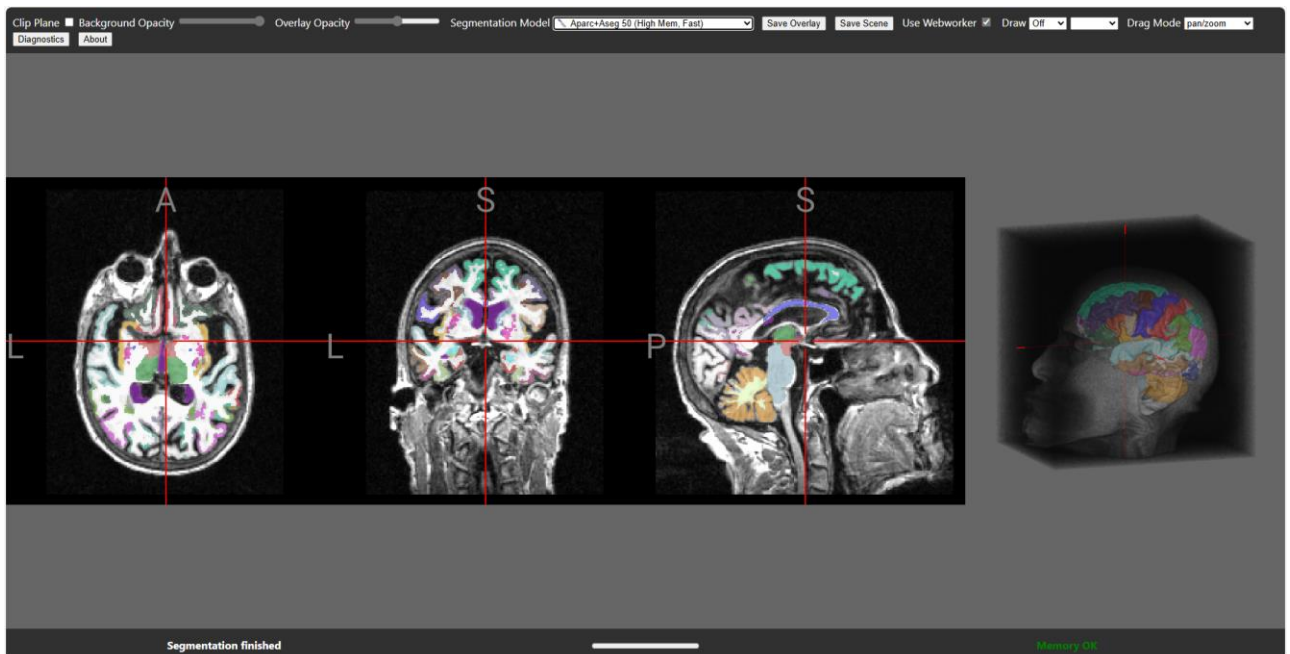 Clip Plane Background Opacity Overlay Opacity Segmentation Model Aparc+Aseg 50 (High Mem, Fast) Save Overlay Save Scene Use Webworker Draw Off Drag Mode pan/zoom
Diagnostics About
A S S
L L P
Segmentation finished Memory OK